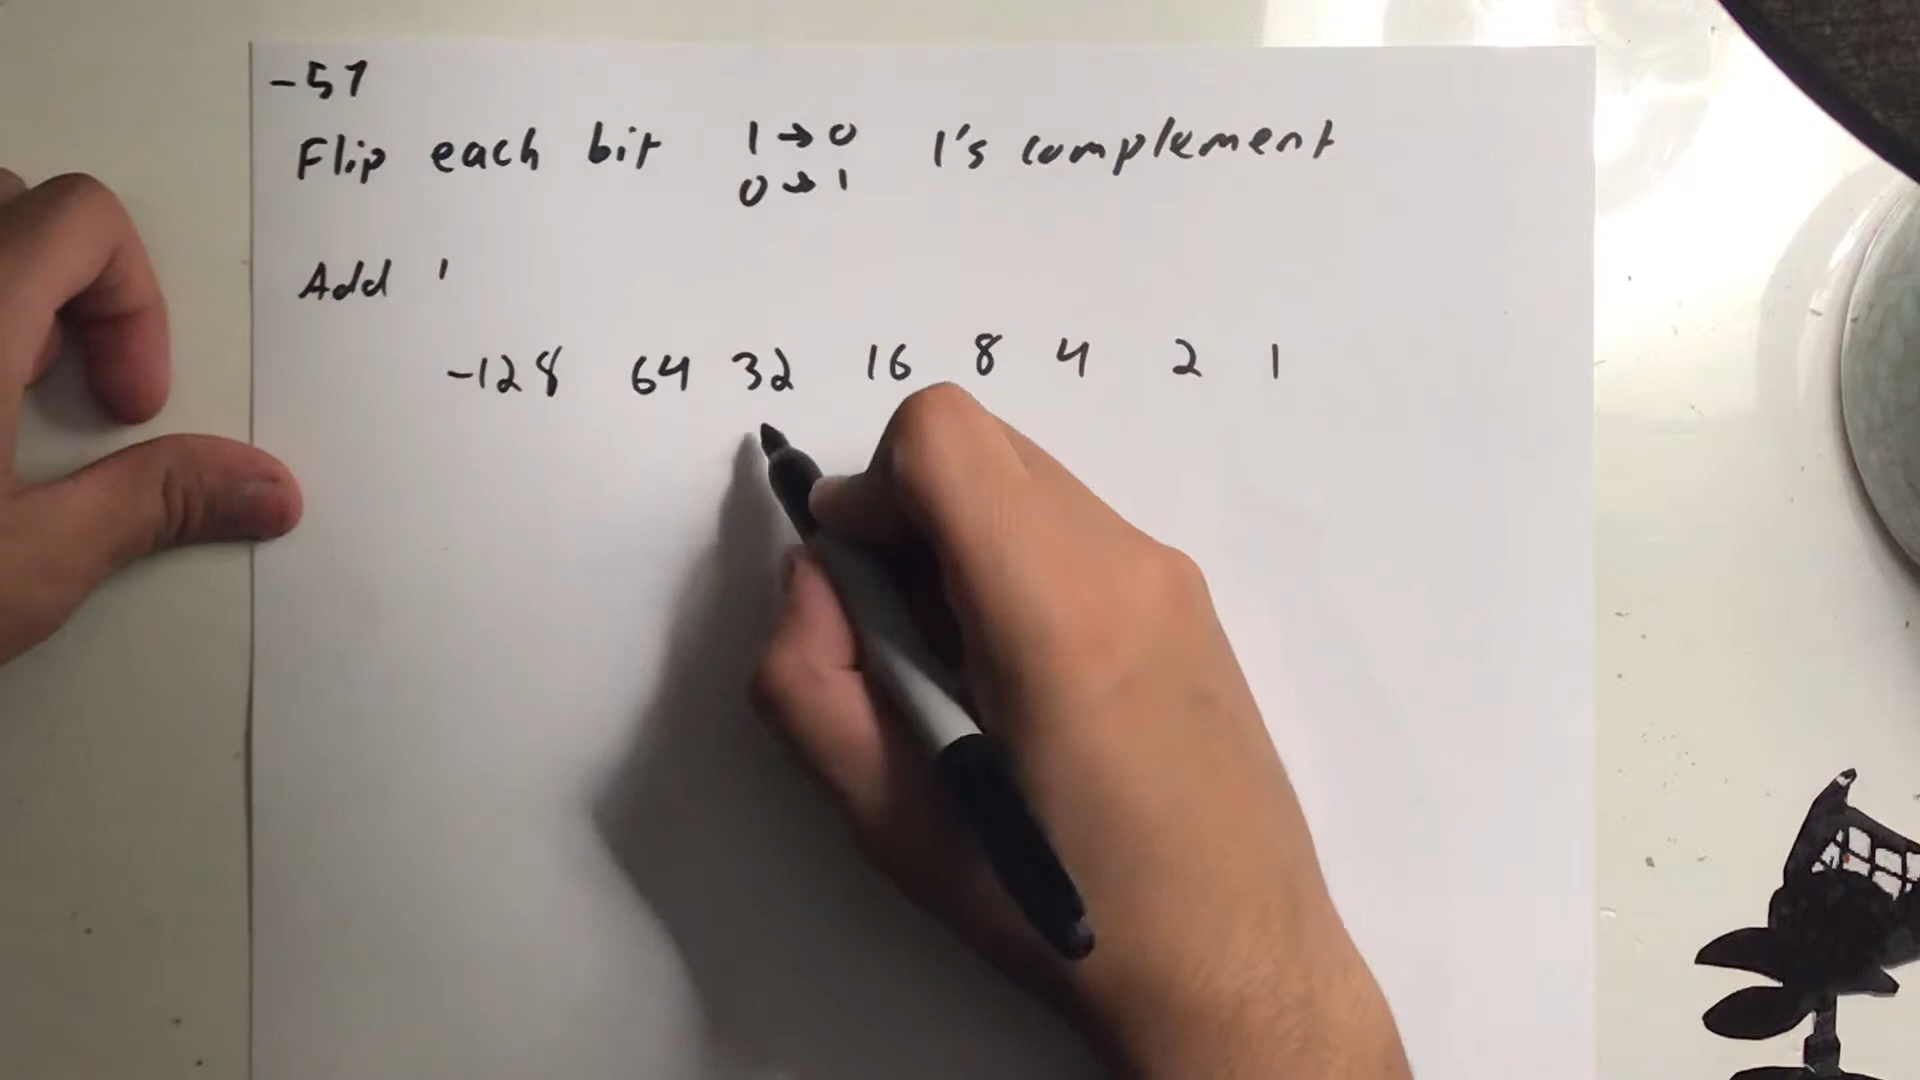 -57
Flip each bit 1→0 1's complement
0→1
Add 1
-128 64 32 16 8 4 2 1